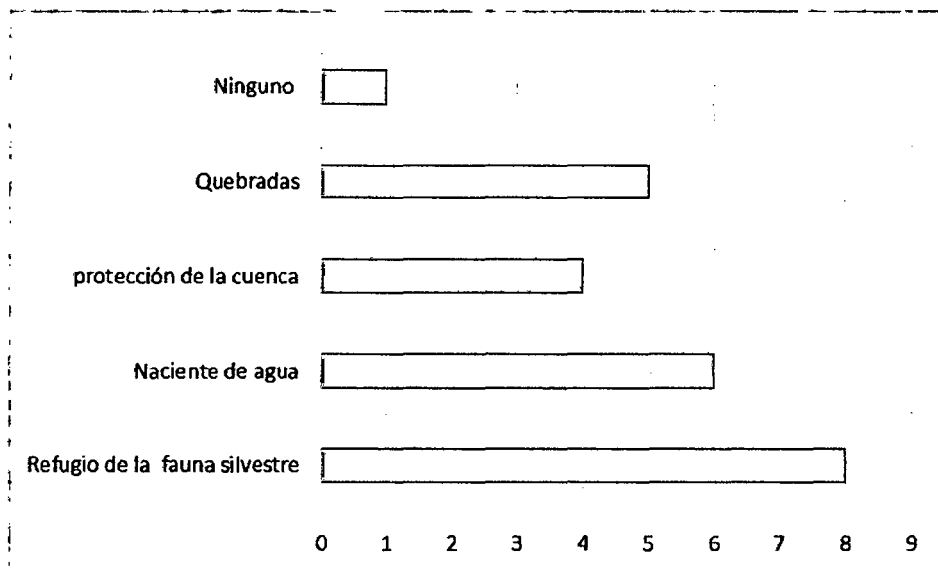 Ninguno
Quebradas
protección de la cuenca
Naciente de agua
Refugio de la fauna silvestre
0 1 2 3 4 5 6 7 8 9